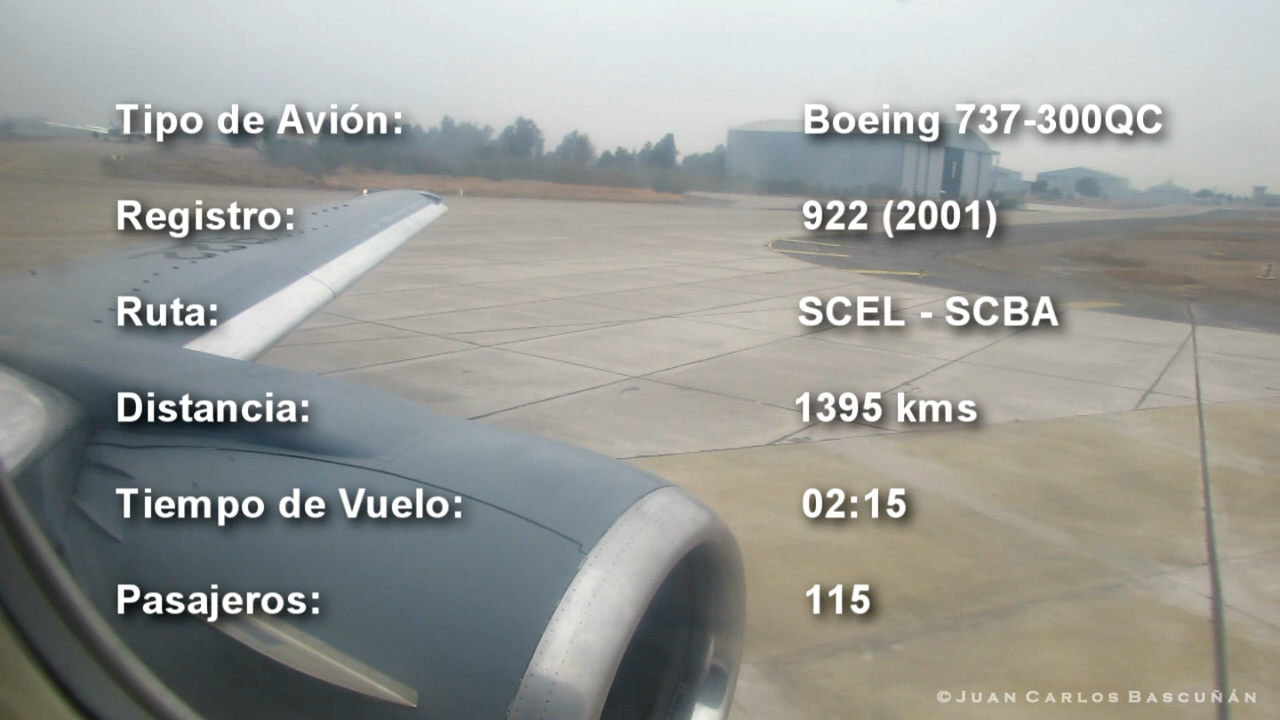 Tipo de Avión: Boeing 737-300QC
Registro: 922 (2001)
Ruta: SCEL - SCBA
Distancia: 1395 kms
Tiempo de Vuelo: 02:15
Pasajeros: 115
©JUAN CARLOS BASCUÑÁN